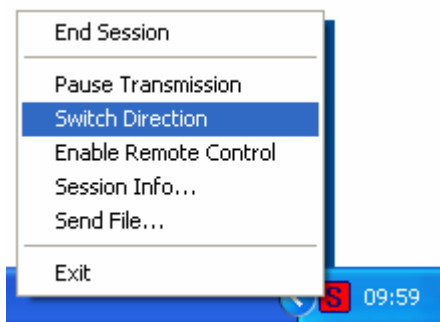 End Session
Pause Transmission
Switch Direction
Enable Remote Control
Session Info...
Send File...
Exit
S 09:59